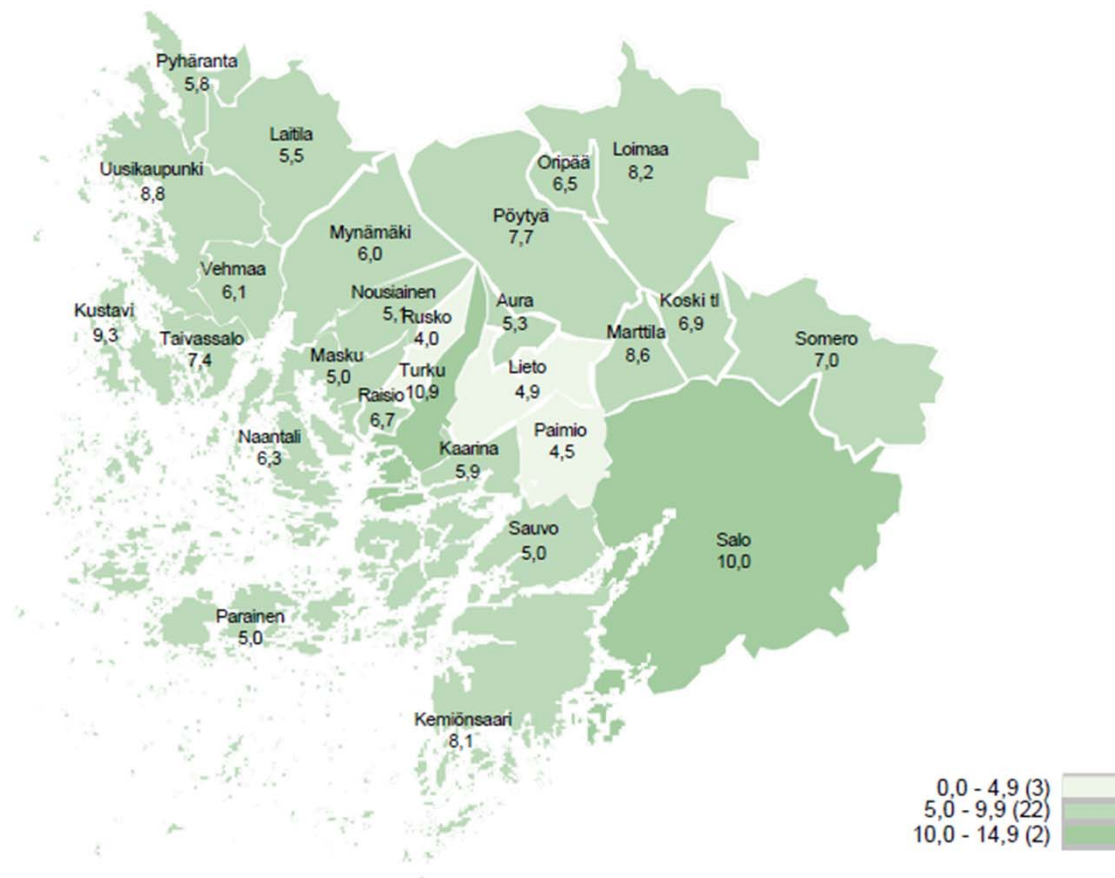 Pyhäranta
5,8
Laitila
5,5
Uusikaupunki
8,8
Loimaa
8,2
Oripää
6,5
Pöytyä
7,7
Mynämäki
6,0
Vehmaa
6,1
Nousiainen
5,1
Rusko
4,0
Aura
5,3
Koski tl
6,9
Kustavi
9,3
Taivassalo
7,4
Marttila
8,6
Somero
7,0
Masku
5,0
Turku
10,9
Lieto
4,9
Raisio
6,7
Naantali
6,3
Kaarina
5,9
Paimio
4,5
Sauvo
5,0
Salo
10,0
Parainen
5,0
Kemiönsaari
8,1
0,0 - 4,9 (3)
5,0 - 9,9 (22)
10,0 - 14,9 (2)